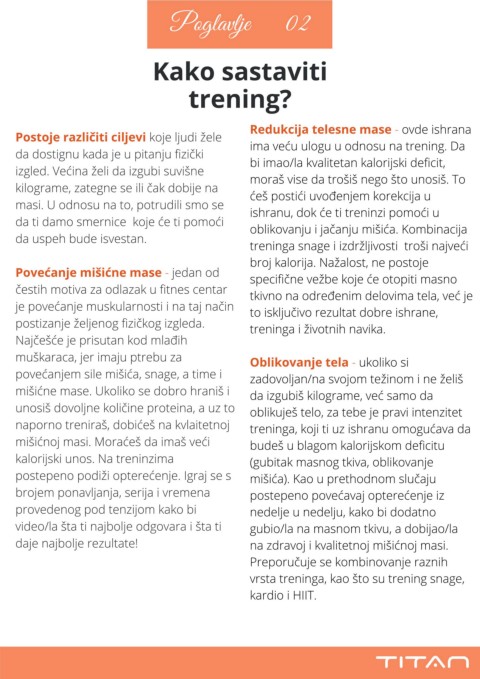 Poglavlje 02
Kako sastaviti
trening?
Postoje različiti ciljevi koje ljudi žele
da dostignu kada je u pitanju fizički
izgled. Većina želi da izgubi suvišne
kilograme, zategne se ili čak dobije na
masi. U odnosu na to, potrudili smo se
da ti damo smernice koje će ti pomoći
da uspeh bude isvestan.
Povećanje mišićne mase - jedan od
čestih motiva za odlazak u fitnes centar
je povećanje muskularnosti i na taj način
postizanje željenog fizičkog izgleda.
Najčešće je prisutan kod mlađih
muškaraca, jer imaju ptrebu za
povećanjem sile mišića, snage, a time i
mišićne mase. Ukoliko se dobro hraniš i
unosiš dovoljne količine proteina, a uz to
naporno treniraš, dobićeš na kvlaitetnoj
mišićnoj masi. Moraćeš da imaš veći
kalorijski unos. Na treninzima
postepeno podiži opterećenje. Igraj se s
brojem ponavljanja, serija i vremena
provedenog pod tenzijom kako bi
video/la šta ti najbolje odgovara i šta ti
daje najbolje rezultate!
Redukcija telesne mase - ovde ishrana
ima veću ulogu u odnosu na trening. Da
bi imao/la kvalitetan kalorijski deficit,
moraš vise da trošiš nego što unosiš. To
ćeš postići uvođenjem korekcija u
ishranu, dok će ti treninzi pomoći u
oblikovanju i jačanju mišića. Kombinacija
treninga snage i izdržljivosti troši najveći
broj kalorija. Nažalost, ne postoje
specifične vežbe koje će otopiti masno
tkivno na određenim delovima tela, već je
to isključivo rezultat dobre ishrane,
treninga i životnih navika.
Oblikovanje tela - ukoliko si
zadovoljan/na svojom težinom i ne želiš
da izgubiš kilograme, već samo da
oblikuješ telo, za tebe je pravi intenzitet
treninga, koji ti uz ishranu omogućava da
budeš u blagom kalorijskom deficitu
(gubitak masnog tkiva, oblikovanje
mišića). Kao u prethodnom slučaju
postepeno povećavaj opterećenje iz
nedelje u nedelju, kako bi dodatno
gubio/la na masnom tkivu, a dobijao/la
na zdravoj i kvalitetnoj mišićnoj masi.
Preporučuje se kombinovanje raznih
vrsta treninga, kao što su trening snage,
kardio i HIIT.
TITAN